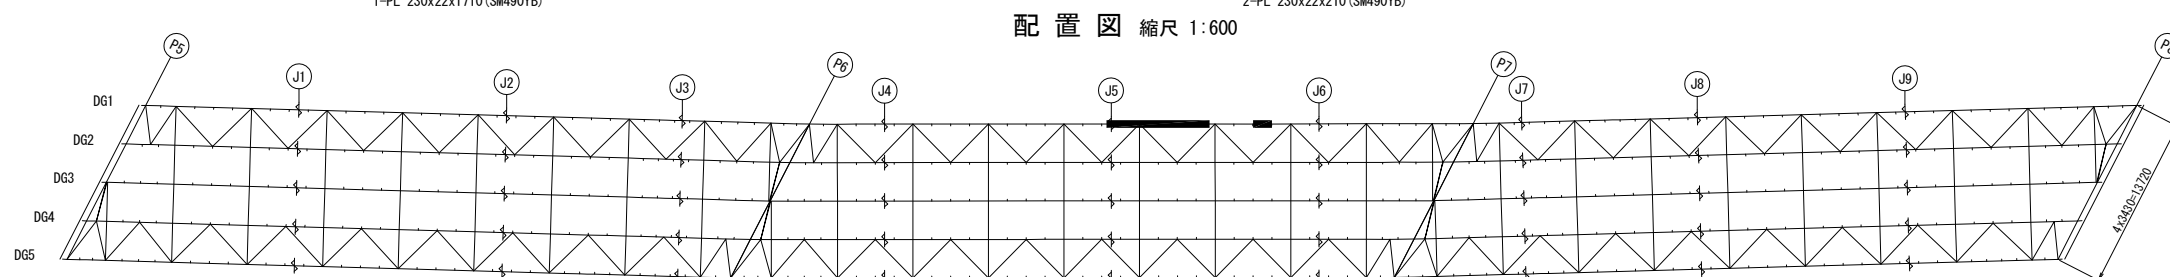 1-PL 230x22x1710(SM490YB)
2-PL 230x22x210(SM490YB)
配 置 図 縮尺 1:600
P5
P6
P7
J1
J2
J3
J4
J5
J6
J7
J8
J9
DG1
DG2
DG3
DG4
DG5
4x3430=13720